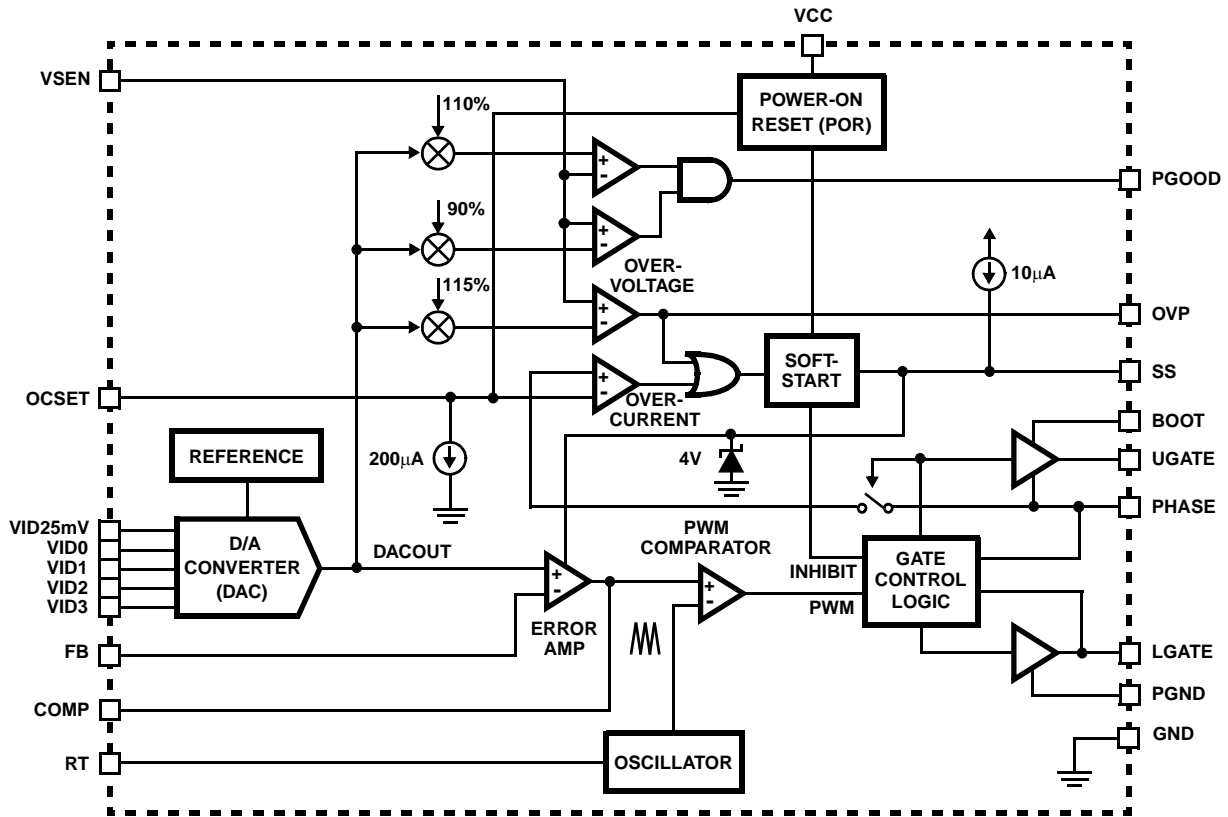 VCC
VSEN
110%
POWER-ON
RESET (POR)
+
-
PGOOD
90%
+
-
OVER-
VOLTAGE
10µA
115%
+
-
OVP
SOFT-
START
SS
OCSET
+
-
OVER-
CURRENT
BOOT
REFERENCE
200µA
4V
UGATE
PHASE
VID25mV
VID0
VID1
VID2
VID3
D/A
CONVERTER
(DAC)
DACOUT
+
-
ERROR
AMP
PWM
COMPARATOR
+
-
INHIBIT
PWM
GATE
CONTROL
LOGIC
FB
LGATE
PGND
COMP
GND
RT
OSCILLATOR